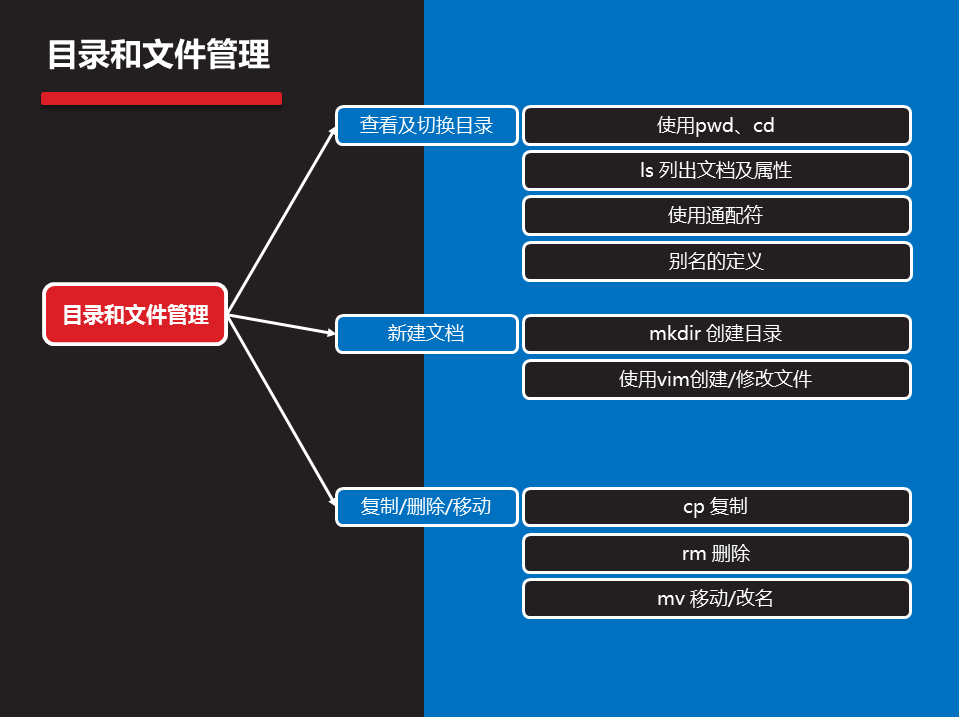 目录和文件管理
查看及切换目录
使用pwd、cd
ls 列出文档及属性
使用通配符
别名的定义
目录和文件管理
新建文档
mkdir 创建目录
使用vim创建/修改文件
复制/删除/移动
cp 复制
rm 删除
mv 移动/改名